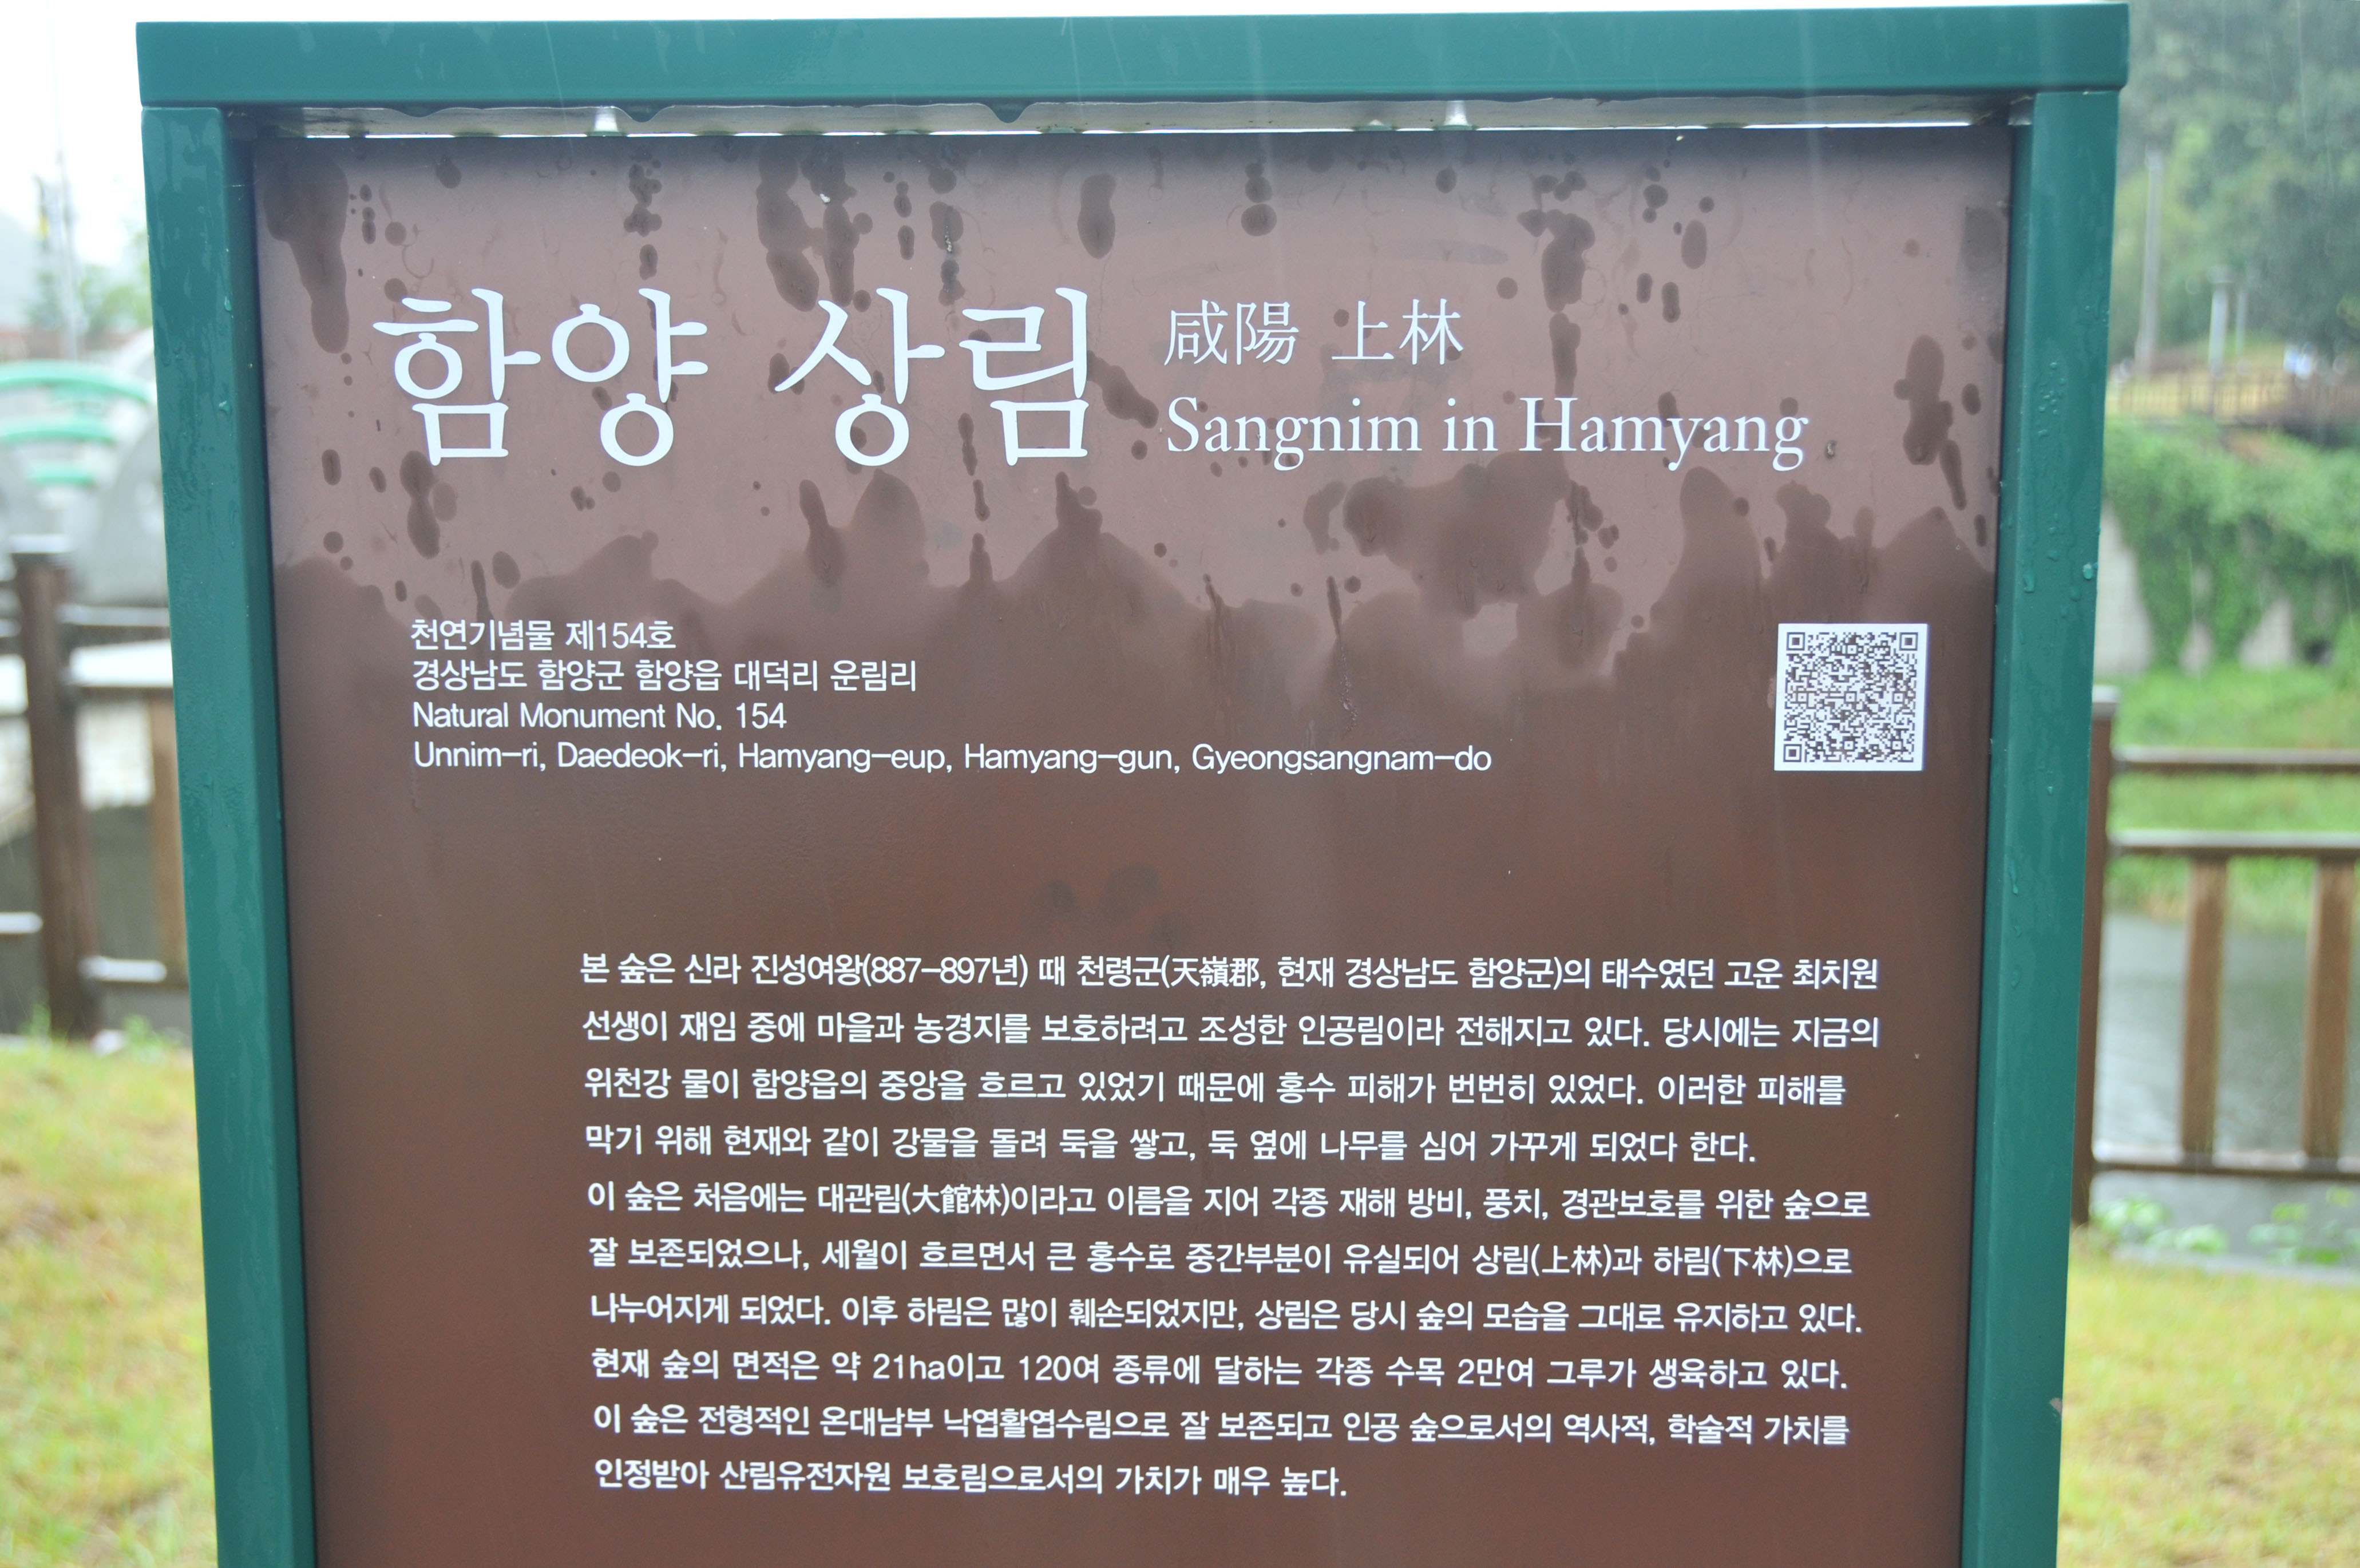 함양 상림 咸陽 上林
Sangnim in Hamyang
천연기념물 제154호
경상남도 함양군 함양읍 대덕리 운림리
Natural Monument No. 154
Unnim-ri, Daedeok-ri, Hamyang-eup, Hamyang-gun, Gyeongsangnam-do
본 숲은 신라 진성여왕(887-897년) 때 천령군(天嶺郡, 현재 경상남도 함양군)의 태수였던 고운 최치원
선생이 재임 중에 마을과 농경지를 보호하려고 조성한 인공림이라 전해지고 있다. 당시에는 지금의
위천강 물이 함양읍의 중앙을 흐르고 있었기 때문에 홍수 피해가 번번히 있었다. 이러한 피해를
막기 위해 현재와 같이 강물을 돌려 둑을 쌓고, 둑 옆에 나무를 심어 가꾸게 되었다 한다.
이 숲은 처음에는 대관림(大館林)이라고 이름을 지어 각종 재해 방비, 풍치, 경관보호를 위한 숲으로
잘 보존되었으나, 세월이 흐르면서 큰 홍수로 중간부분이 유실되어 상림(上林)과 하림(下林)으로
나누어지게 되었다. 이후 하림은 많이 훼손되었지만, 상림은 당시 숲의 모습을 그대로 유지하고 있다.
현재 숲의 면적은 약 21ha이고 120여 종류에 달하는 각종 수목 2만여 그루가 생육하고 있다.
이 숲은 전형적인 온대남부 낙엽활엽수림으로 잘 보존되고 인공 숲으로서의 역사적, 학술적 가치를
인정받아 산림유전자원 보호림으로서의 가치가 매우 높다.